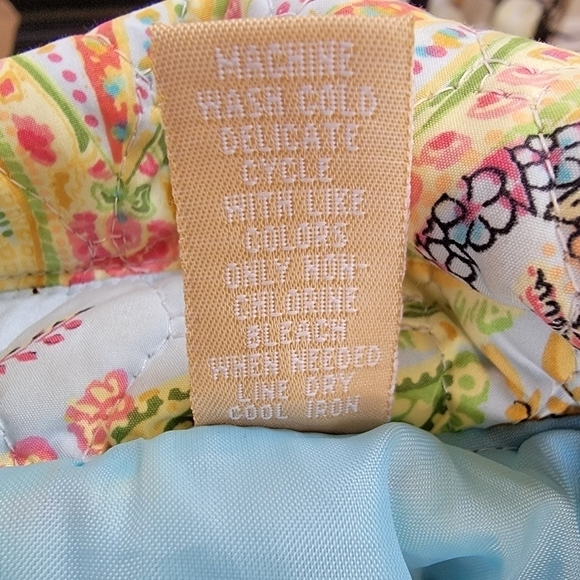 MACHINE
WASH COLD
DELICATE
CYCLE
WITH LIKE
COLORS
ONLY NON-
CHLORINE
BLEACH
WHEN NEEDED
LINE DRY
COOL IRON